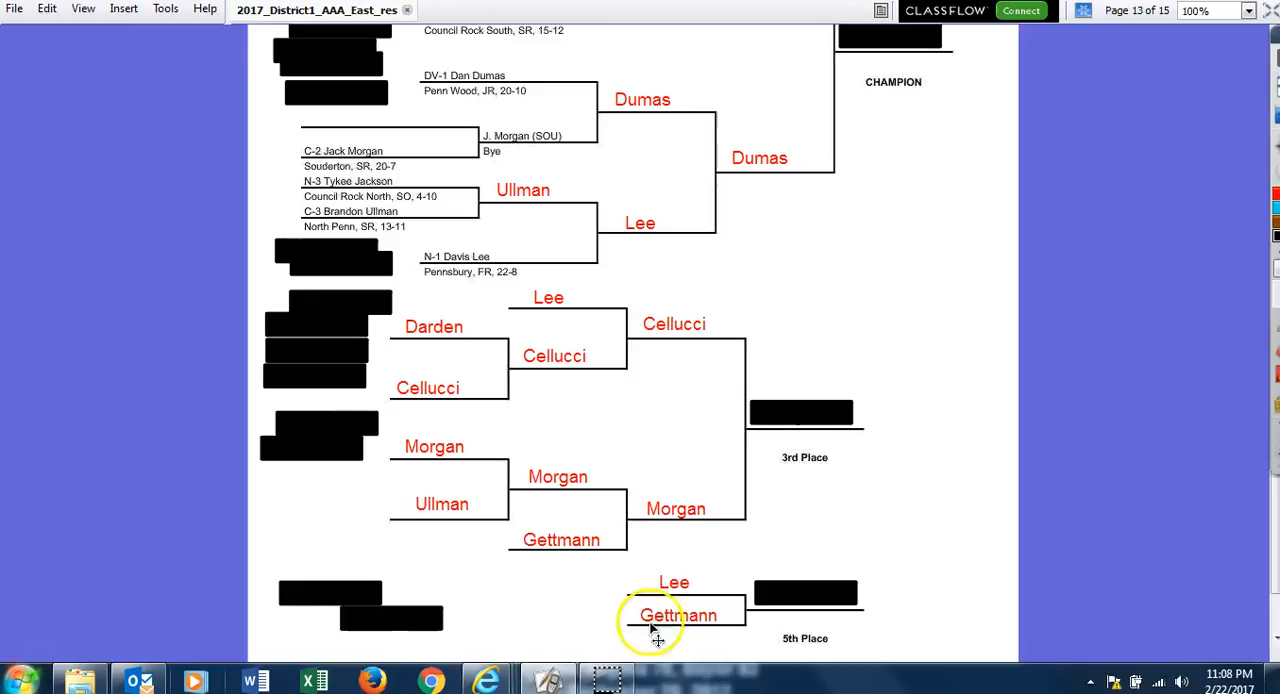 File Edit View Insert Tools Help 2017_District1_AAA_East_res CLASSFLOW Connect Page 13 of 15 100%
Council Rock South, SR, 15-12
CHAMPION
DV-1 Dan Dumas
Penn Wood, JR, 20-10
Dumas
J. Morgan (SOU)
Bye
C-2 Jack Morgan
Souderton, SR, 20-7
Dumas
N-3 Tykee Jackson
Council Rock North, SO, 4-10
Ullman
C-3 Brandon Ullman
North Penn, SR, 13-11
Lee
N-1 Davis Lee
Pennsbury, FR, 22-8
Lee
Darden
Cellucci
Cellucci
Cellucci
Morgan
3rd Place
Morgan
Ullman
Morgan
Gettmann
Lee
Gettmann
5th Place
11:08 PM
2/22/2017